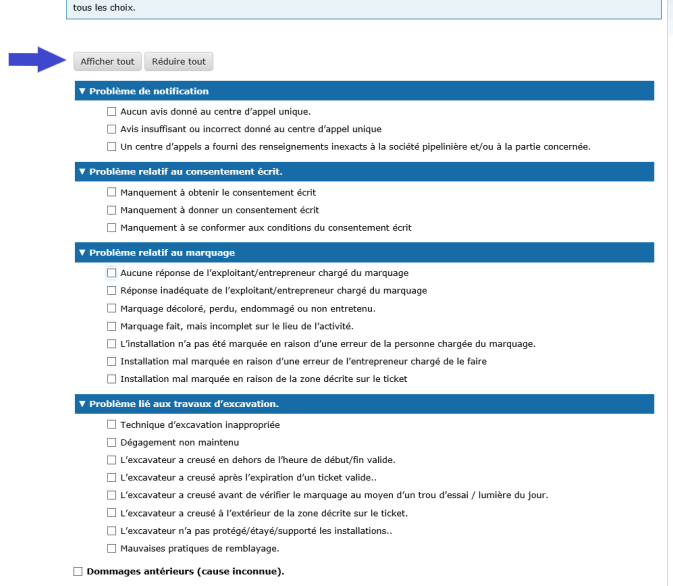 tous les choix.
Afficher tout Réduire tout
▼ Problème de notification
Aucun avis donné au centre d’appel unique.
Avis insuffisant ou incorrect donné au centre d’appel unique
Un centre d’appels a fourni des renseignements inexacts à la société pipelinière et/ou à la partie concernée.
▼ Problème relatif au consentement écrit.
Manquement à obtenir le consentement écrit
Manquement à donner un consentement écrit
Manquement à se conformer aux conditions du consentement écrit
▼ Problème relatif au marquage
Aucune réponse de l’exploitant/entrepreneur chargé du marquage
Réponse inadéquate de l’exploitant/entrepreneur chargé du marquage
Marquage décoloré, perdu, endommagé ou non entretenu.
Marquage fait, mais incomplet sur le lieu de l’activité.
L’installation n’a pas été marquée en raison d’une erreur de la personne chargée du marquage.
Installation mal marquée en raison d’une erreur de l’entrepreneur chargé de le faire
Installation mal marquée en raison de la zone décrite sur le ticket
▼ Problème lié aux travaux d’excavation.
Technique d’excavation inappropriée
Dégagement non maintenu
L’excavateur a creusé en dehors de l’heure de début/fin valide.
L’excavateur a creusé après l’expiration d’un ticket valide..
L’excavateur a creusé avant de vérifier le marquage au moyen d’un trou d’essai / lumière du jour.
L’excavateur a creusé à l’extérieur de la zone décrite sur le ticket.
L’excavateur n’a pas protégé/étayé/supporté les installations..
Mauvaises pratiques de remblayage.
Dommages antérieurs (cause inconnue).